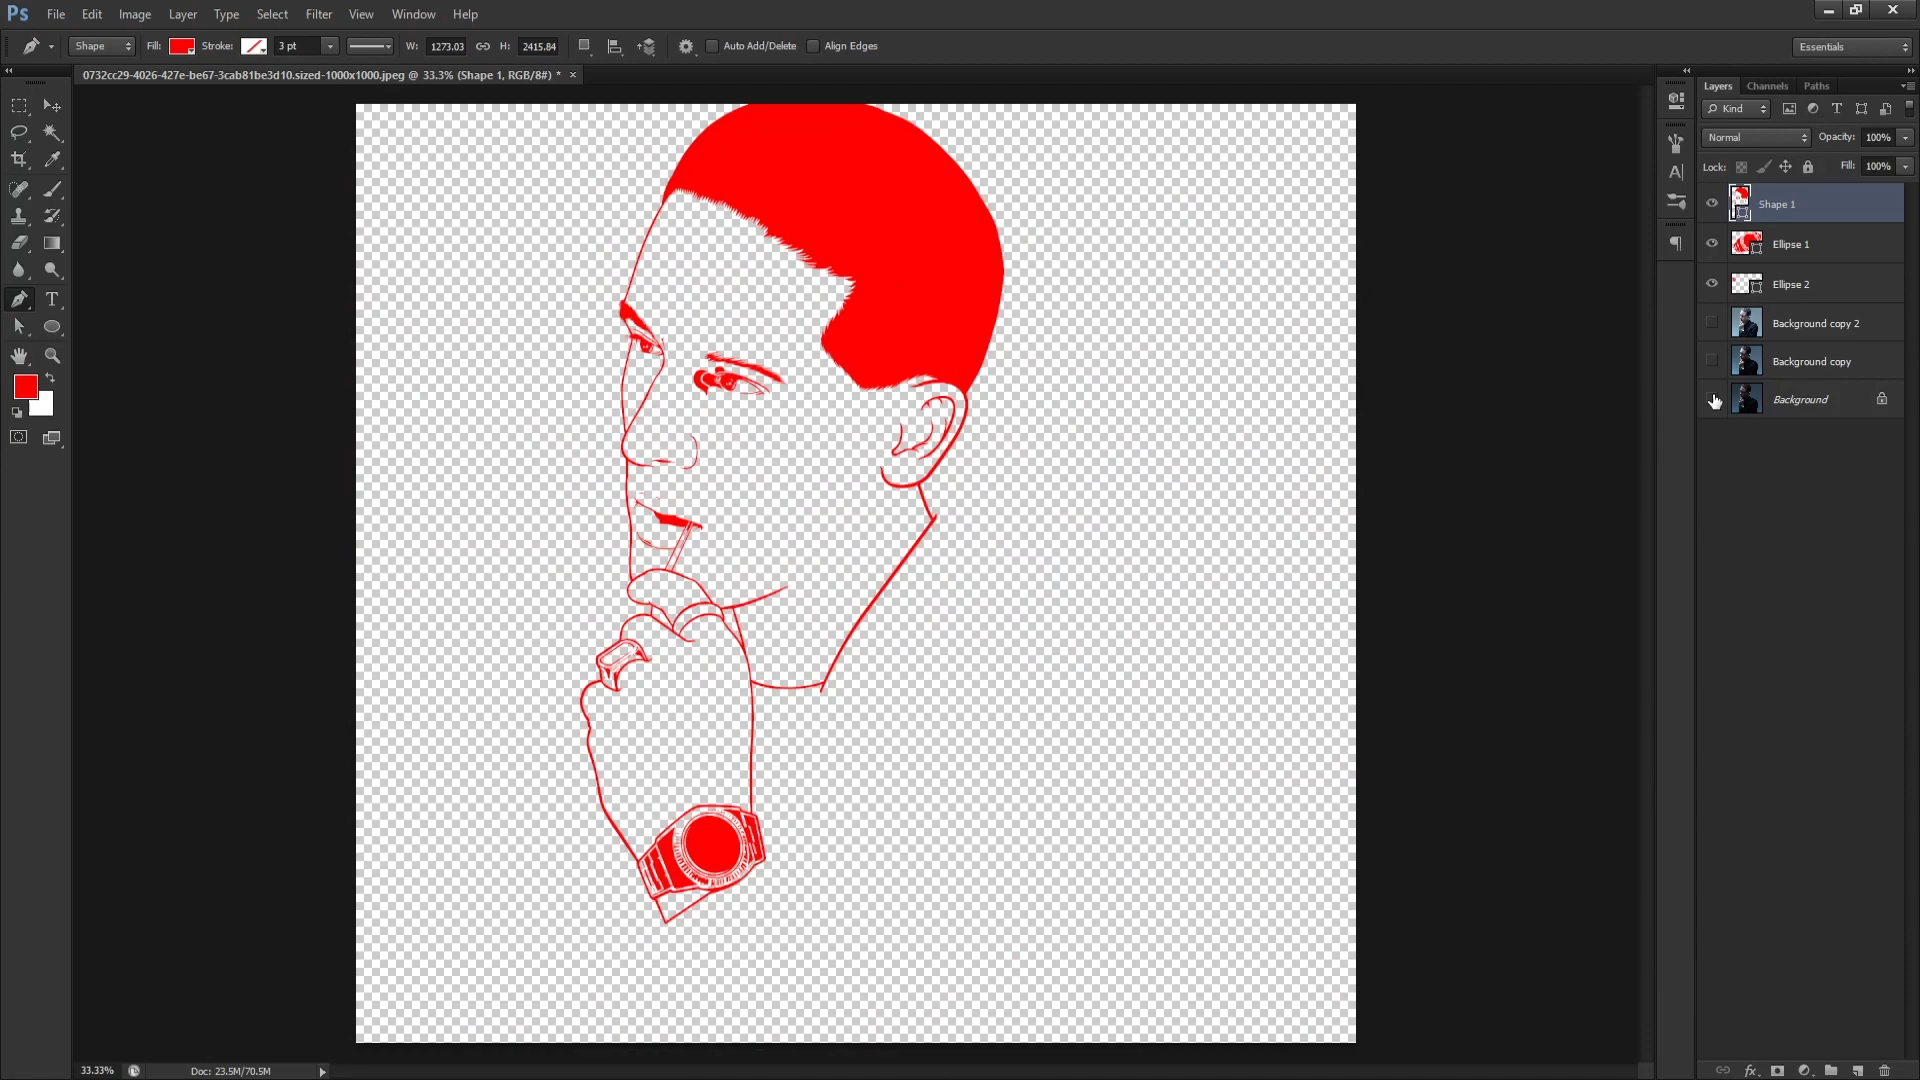 Ps File Edit Image Layer Type Select Filter View Window Help
Shape Fill: Stroke: 3 pt W: 1273.03 H: 2415.84 Auto Add/Delete Align Edges Essentials
0732cc29-4026-427e-be67-3cab81be3d10.sized-1000x1000.jpeg @ 33.3% (Shape 1, RGB/8#) * ×
Layers Channels Paths
Kind T
Normal Opacity: 100%
Lock: Fill: 100%
Shape 1
Ellipse 1
Ellipse 2
Background copy 2
Background copy
Background
T
A
fx
33.33% Doc: 23.5M/70.5M